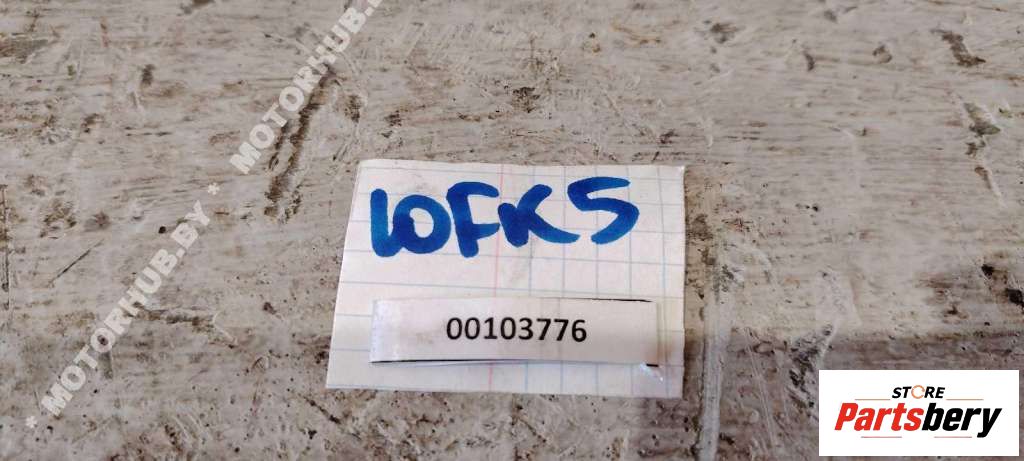 * MOTORHUB.BY * MOTORHUB.BY
10FK5
00103776
STORE
Partsbery